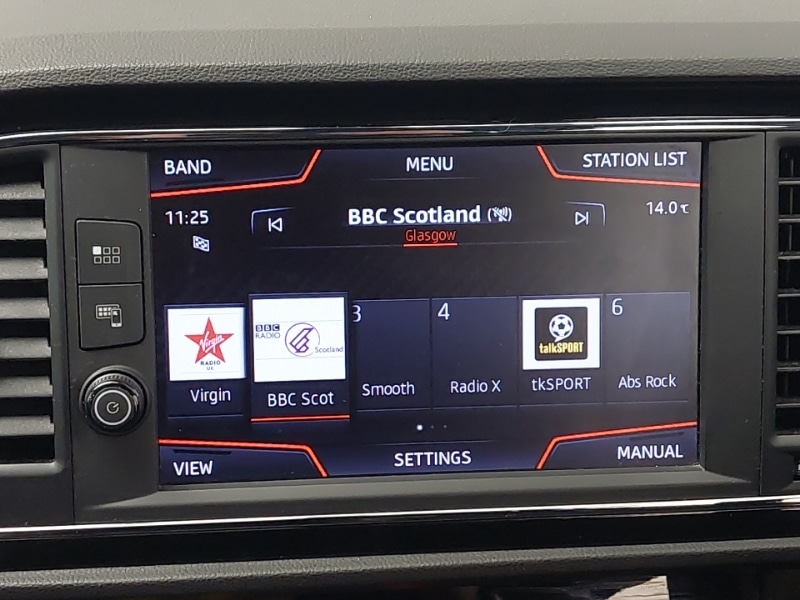 BAND MENU STATION LIST
11:25 BBC Scotland 14.0℃
Glasgow
3 4 6
Virgin RADIO UK BBC RADIO Scotland talkSPORT
Virgin BBC Scot Smooth Radio X tkSPORT Abs Rock
VIEW SETTINGS MANUAL